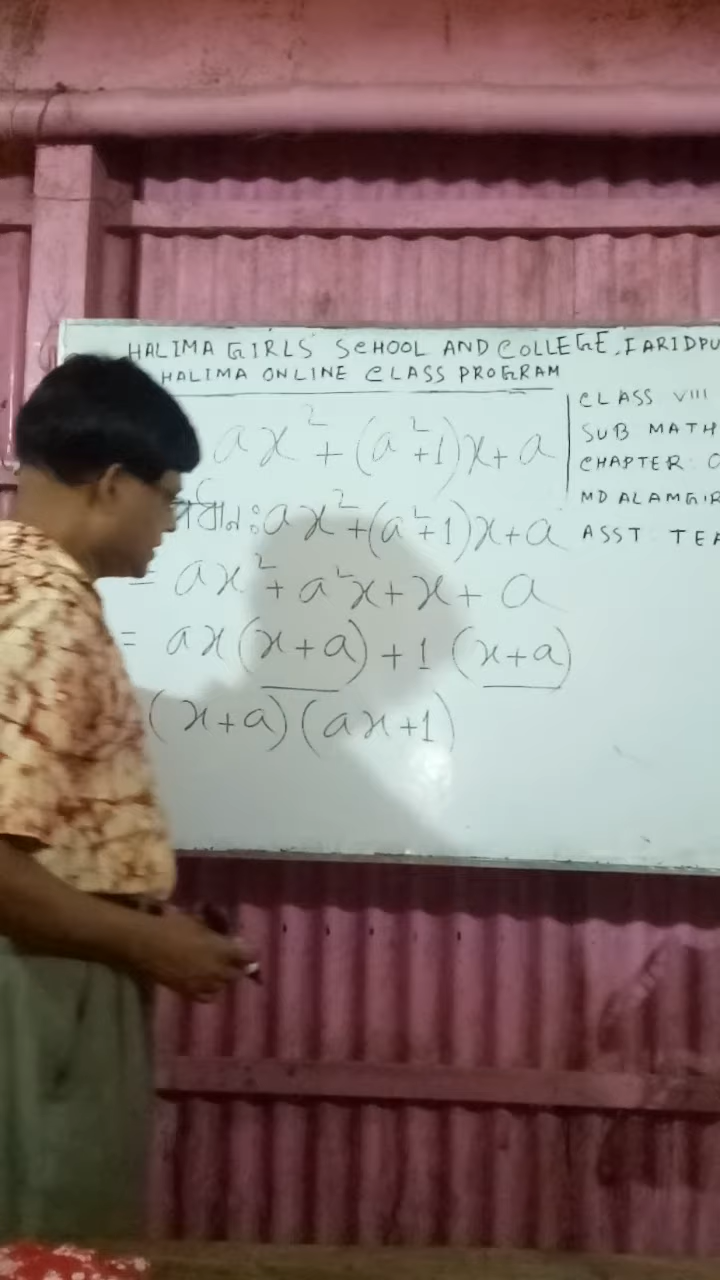 HALIMA GIRLS SCHOOL AND COLLEGE, FARIDPU
HALIMA ONLINE CLASS PROGRAM
CLASS VIII
SUB MATH
CHAPTER
MD ALAMGIR
ASST TEA
ax² + (a²+1)x + a
ax² + (a²+1)x + a
= ax² + a²x + x + a
= ax(x+a) + 1(x+a)
(x+a)(ax+1)